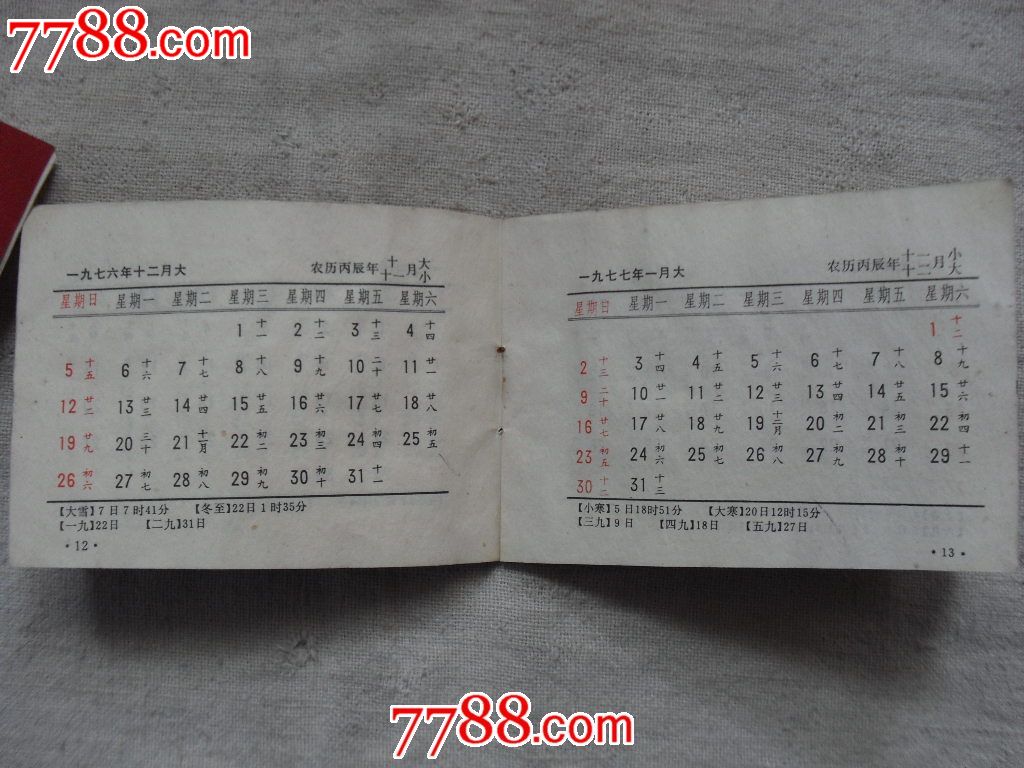 7788.com
7788.com
一九七六年十二月大 农历丙辰年十十一月大小
星期日 星期一 星期二 星期三 星期四 星期五 星期六
1 十一 2 十二 3 十三 4 十四
5 十五 6 十六 7 十七 8 十八 9 十九 10 二十 11 廿一
12 廿二 13 廿三 14 廿四 15 廿五 16 廿六 17 廿七 18 廿八
19 廿九 20 三十 21 十一月 22 初二 23 初三 24 初四 25 初五
26 初六 27 初七 28 初八 29 初九 30 初十 31 十一
【大雪】7日7时41分 【冬至】22日1时35分
【一九】22日 【二九】31日
·12·
一九七七年一月大 农历丙辰年十一十二月小大
星期日 星期一 星期二 星期三 星期四 星期五 星期六
1 十二
2 十三 3 十四 4 十五 5 十六 6 十七 7 十八 8 十九
9 二十 10 廿一 11 廿二 12 廿三 13 廿四 14 廿五 15 廿六
16 廿七 17 廿八 18 廿九 19 十二月 20 初二 21 初三 22 初四
23 初五 24 初六 25 初七 26 初八 27 初九 28 初十 29 十一
30 十二 31 十三
【小寒】5日18时51分 【大寒】20日12时15分
【三九】9日 【四九】18日 【五九】27日
·13·
7788.com